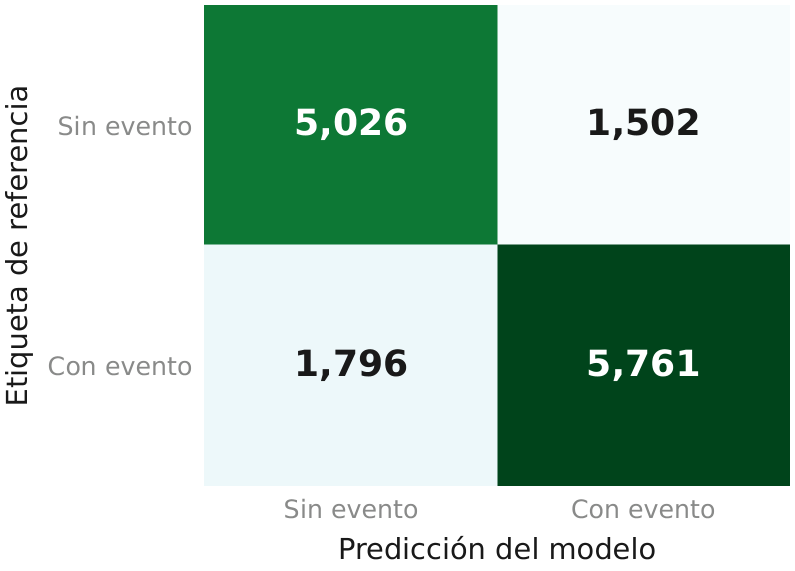 Etiqueta de referencia
Sin evento
5,026
1,502
Con evento
1,796
5,761
Sin evento
Con evento
Predicción del modelo